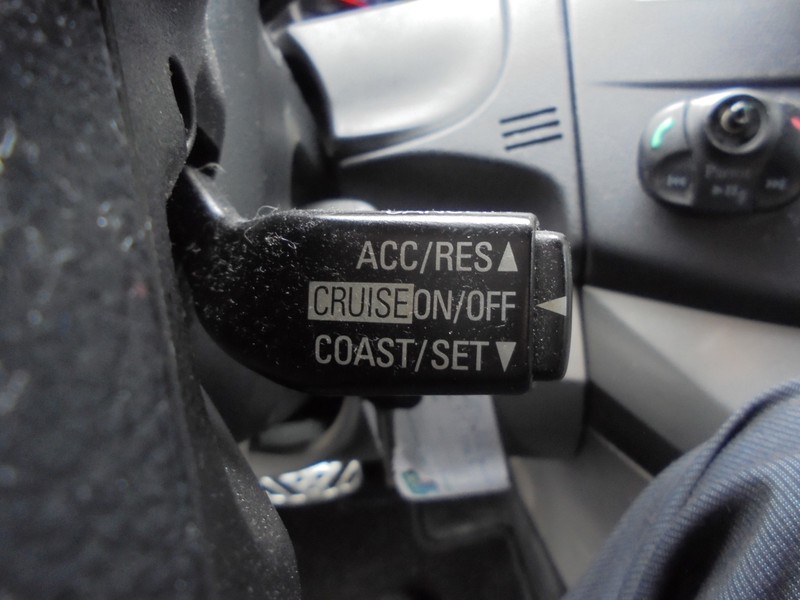 ACC/RES▲
CRUISE ON/OFF ◄
COAST/SET▼